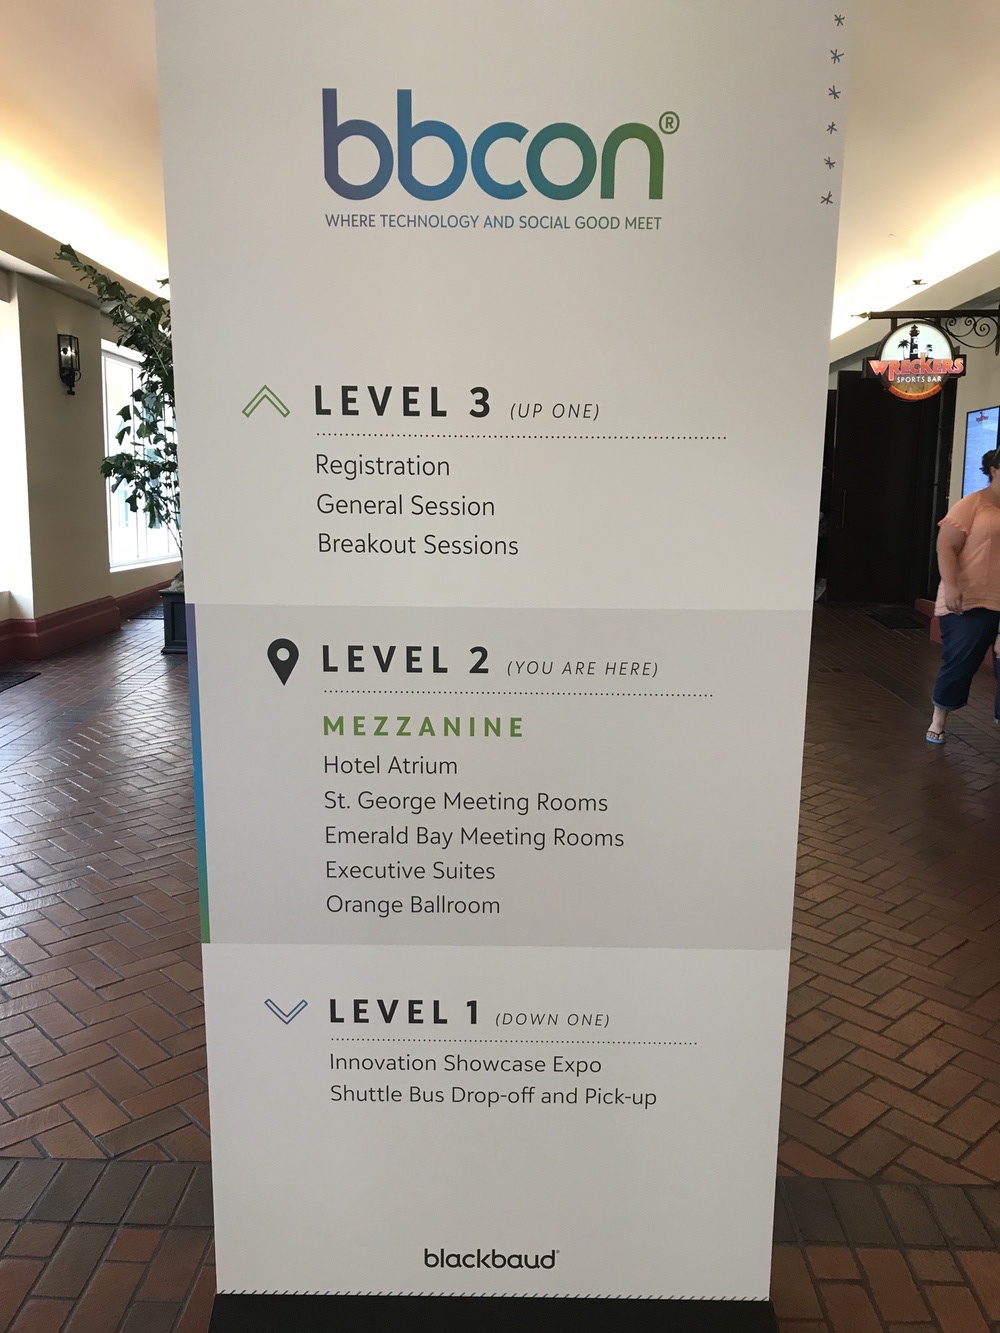 bbcon®
WHERE TECHNOLOGY AND SOCIAL GOOD MEET
LEVEL 3 (UP ONE)
Registration
General Session
Breakout Sessions
LEVEL 2 (YOU ARE HERE)
MEZZANINE
Hotel Atrium
St. George Meeting Rooms
Emerald Bay Meeting Rooms
Executive Suites
Orange Ballroom
LEVEL 1 (DOWN ONE)
Innovation Showcase Expo
Shuttle Bus Drop-off and Pick-up
blackbaud®
WRECKERS
SPORTS BAR